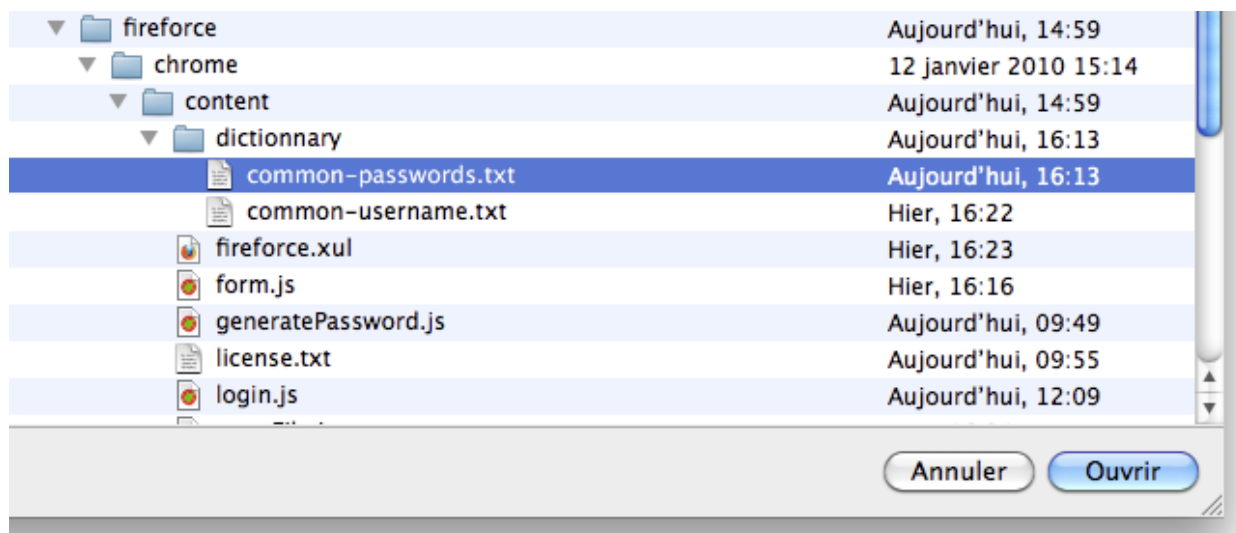 fireforce Aujourd'hui, 14:59
chrome 12 janvier 2010 15:14
content Aujourd'hui, 14:59
dictionnary Aujourd'hui, 16:13
common-passwords.txt Aujourd'hui, 16:13
common-username.txt Hier, 16:22
fireforce.xul Hier, 16:23
form.js Hier, 16:16
generatePassword.js Aujourd'hui, 09:49
license.txt Aujourd'hui, 09:55
login.js Aujourd'hui, 12:09
Annuler Ouvrir